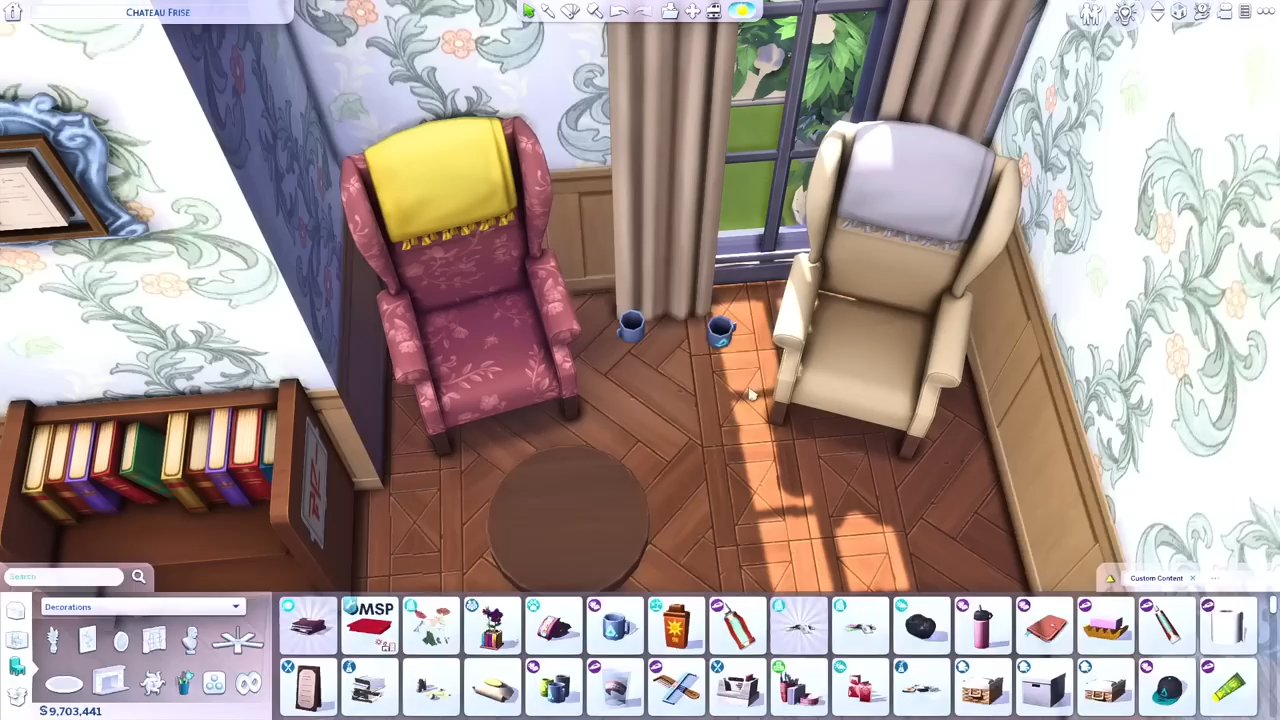 CHATEAU FRISE
Search
Custom Content
Decorations
MSP
§9,703,441